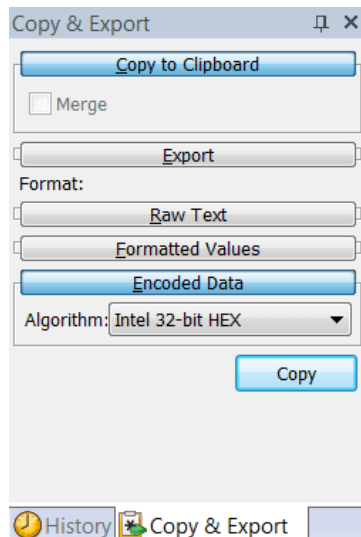 Copy & Export
Copy to Clipboard
Merge
Export
Format:
Raw Text
Formatted Values
Encoded Data
Algorithm: Intel 32-bit HEX
Copy
History Copy & Export